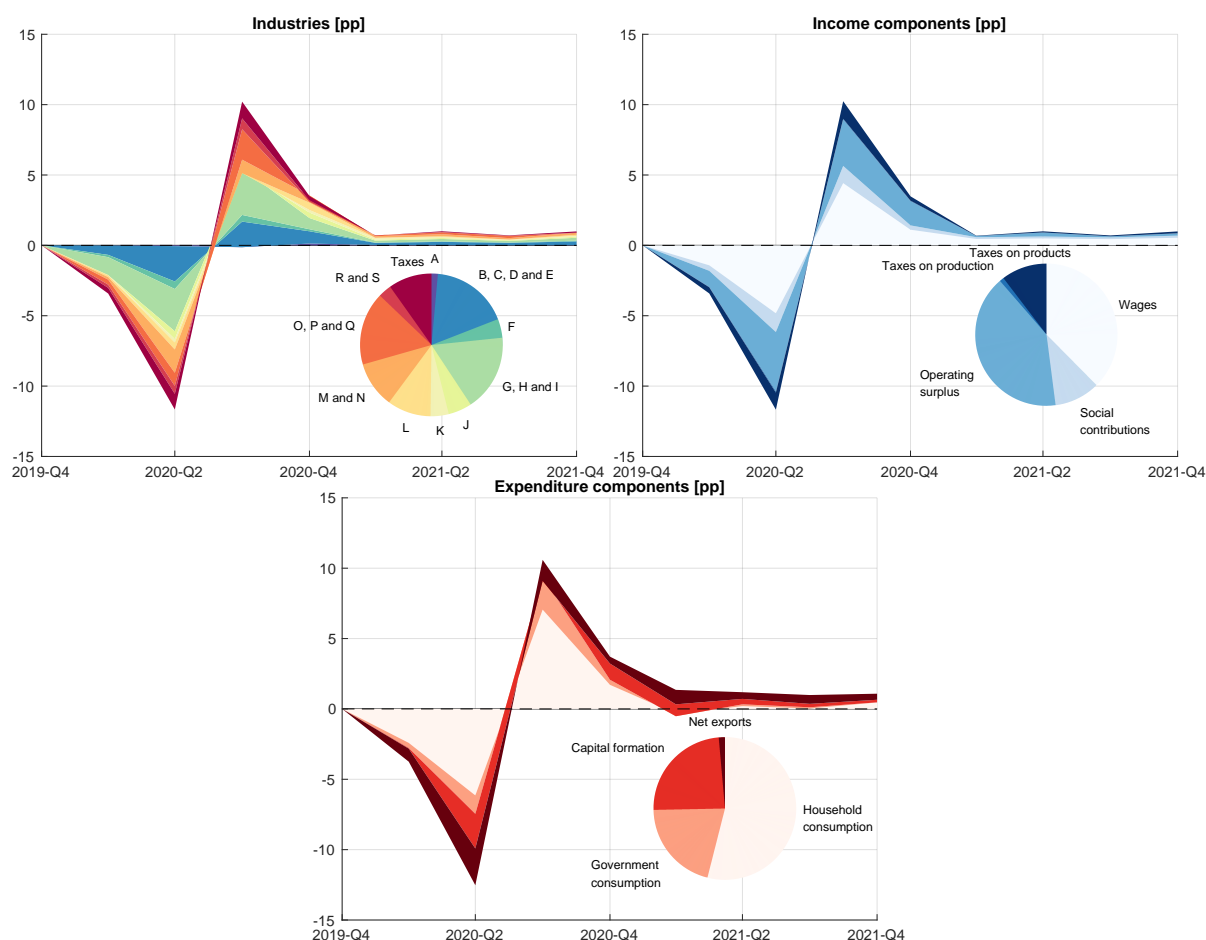 Industries [pp]
15
10
5
0
-5
-10
-15
2019-Q4
2020-Q2
2020-Q4
2021-Q2
2021-Q4
Taxes
A
B, C, D and E
R and S
F
O, P and Q
G, H and I
M and N
L
K
J
Income components [pp]
15
10
5
0
-5
-10
-15
2019-Q4
2020-Q2
2020-Q4
2021-Q2
2021-Q4
Taxes on products
Taxes on production
Wages
Operating
surplus
Social
contributions
Expenditure components [pp]
15
10
5
0
-5
-10
-15
2019-Q4
2020-Q2
2020-Q4
2021-Q2
2021-Q4
Net exports
Capital formation
Household
consumption
Government
consumption